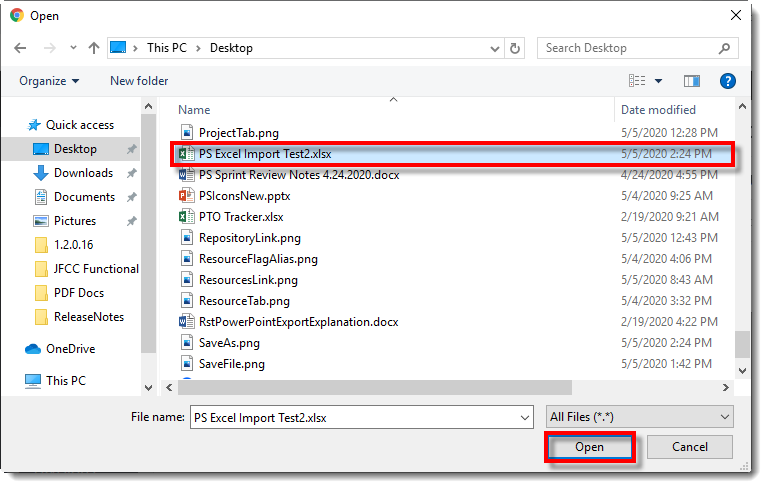 Open
This PC > Desktop
Search Desktop
Organize
New folder
Name
Date modified
Quick access
Desktop
Downloads
Documents
Pictures
1.2.0.16
JFCC Functional
PDF Docs
ReleaseNotes
OneDrive
This PC
ProjectTab.png 5/5/2020 12:28 PM
PS Excel Import Test2.xlsx 5/5/2020 2:24 PM
PS Sprint Review Notes 4.24.2020.docx 4/24/2020 4:55 PM
PSIconsNew.pptx 5/4/2020 9:25 AM
PTO Tracker.xlsx 2/19/2020 9:21 AM
RepositoryLink.png 5/5/2020 12:43 PM
ResourceFlagAlias.png 5/4/2020 4:06 PM
ResourcesLink.png 5/5/2020 8:43 AM
ResourceTab.png 5/4/2020 3:32 PM
RstPowerPointExportExplanation.docx 2/19/2020 4:22 PM
SaveAs.png 5/5/2020 2:24 PM
SaveFile.png 5/5/2020 1:42 PM
File name: PS Excel Import Test2.xlsx
All Files (*.*)
Open
Cancel